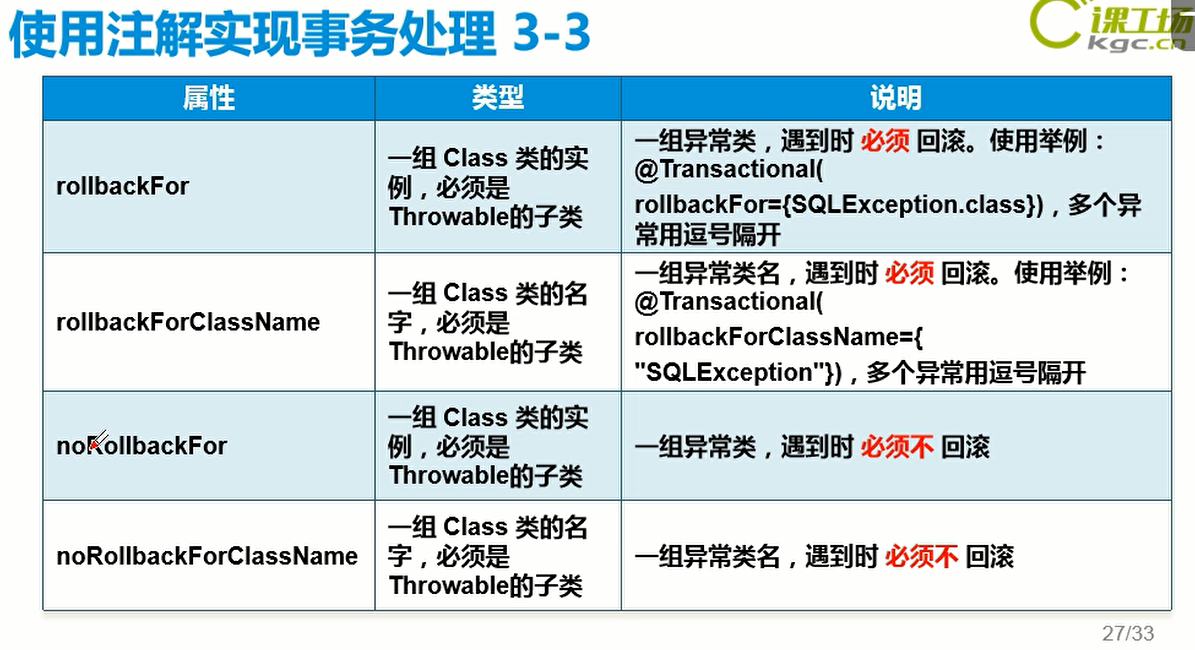 使用注解实现事务处理 3-3
课工场
kgc.cn
属性
类型
说明
rollbackFor
一组 Class 类的实
例，必须是
Throwable的子类
一组异常类，遇到时 必须 回滚。使用举例：
@Transactional(
rollbackFor={SQLException.class})，多个异
常用逗号隔开
rollbackForClassName
一组 Class 类的名
字，必须是
Throwable的子类
一组异常类名，遇到时 必须 回滚。使用举例：
@Transactional(
rollbackForClassName={
"SQLException"})，多个异常用逗号隔开
noRollbackFor
一组 Class 类的实
例，必须是
Throwable的子类
一组异常类，遇到时 必须不 回滚
noRollbackForClassName
一组 Class 类的名
字，必须是
Throwable的子类
一组异常类名，遇到时 必须不 回滚
27/33